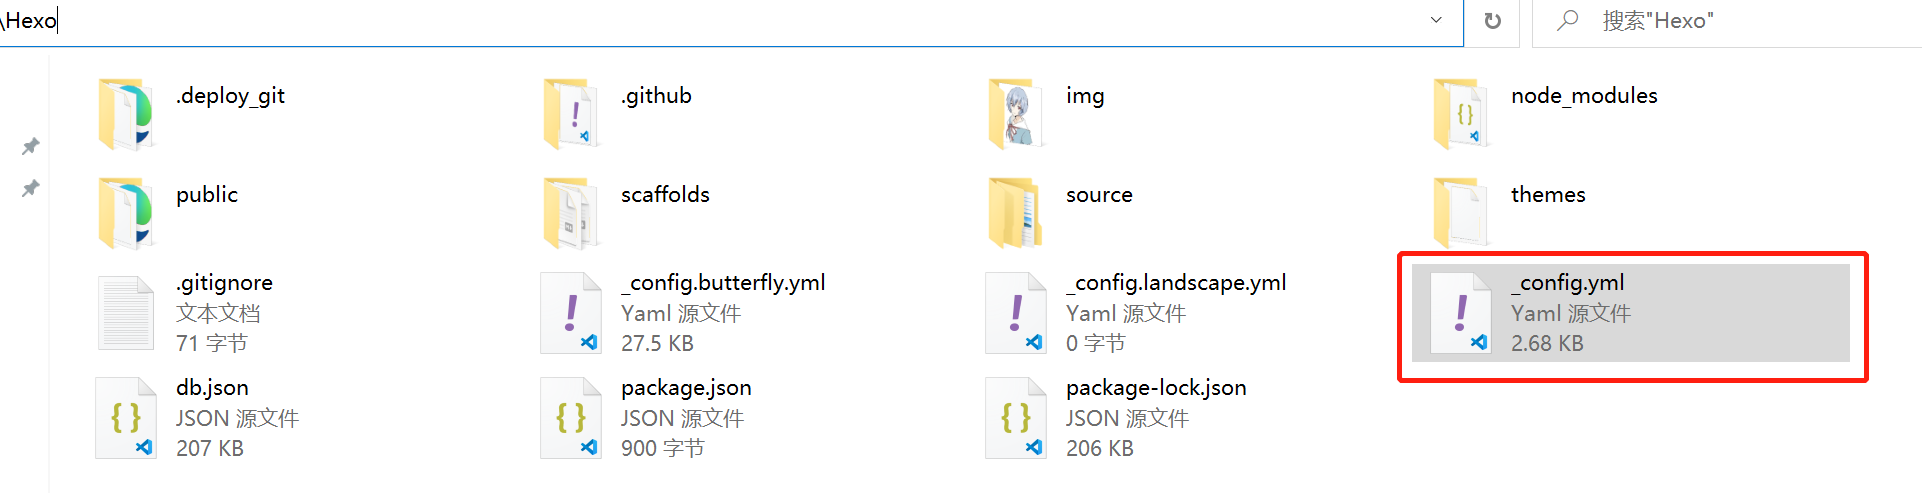 \Hexo
搜索"Hexo"
.deploy_git
.github
img
node_modules
public
scaffolds
source
themes
.gitignore
文本文档
71 字节
_config.butterfly.yml
Yaml 源文件
27.5 KB
_config.landscape.yml
Yaml 源文件
0 字节
_config.yml
Yaml 源文件
2.68 KB
db.json
JSON 源文件
207 KB
package.json
JSON 源文件
900 字节
package-lock.json
JSON 源文件
206 KB